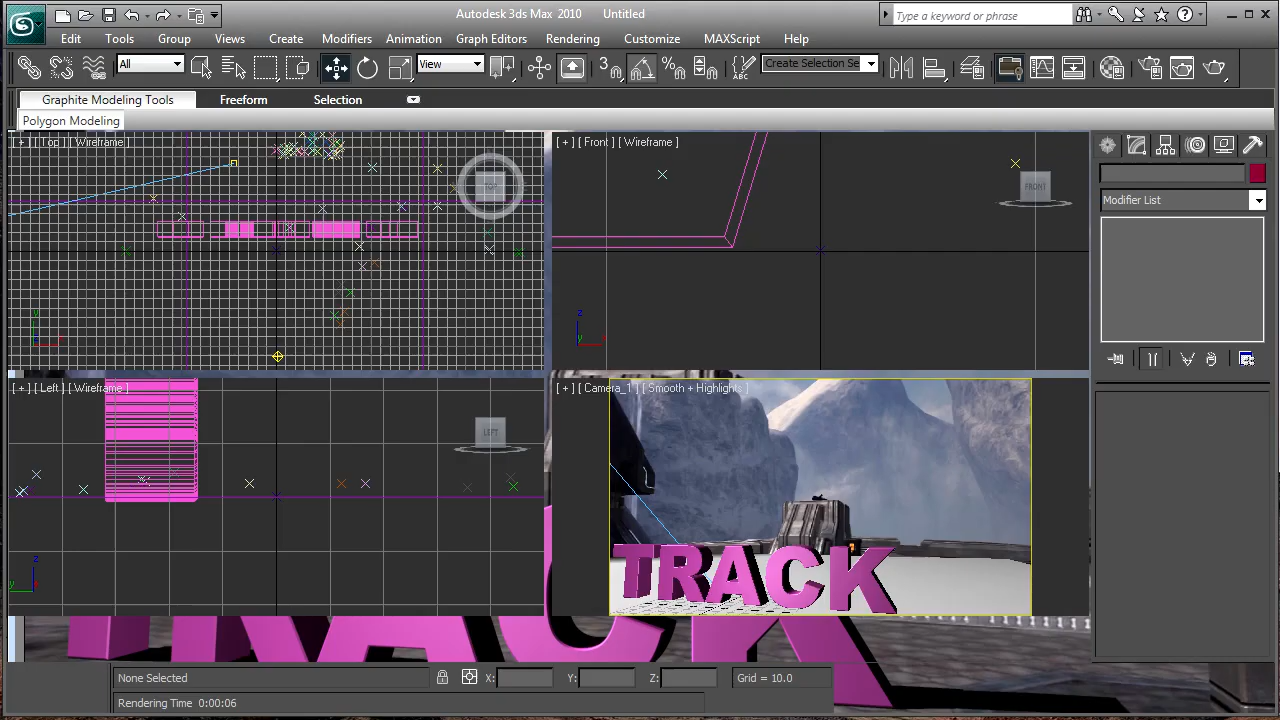 Autodesk 3ds Max 2010 Untitled
Type a keyword or phrase
Edit Tools Group Views Create Modifiers Animation Graph Editors Rendering Customize MAXScript Help
All View 3 Create Selection Se
Graphite Modeling Tools Freeform Selection
Polygon Modeling
[ + ] [ Top ] [ Wireframe ]
TOP
[ + ] [ Front ] [ Wireframe ]
FRONT
Modifier List
y
z
y
[ + ] [ Left ] [ Wireframe ]
LEFT
[ + ] [ Camera_1 ] [ Smooth + Highlights ]
z
y
TRACK
TRACK
None Selected X: Y: Z: Grid = 10.0
Rendering Time 0:00:06